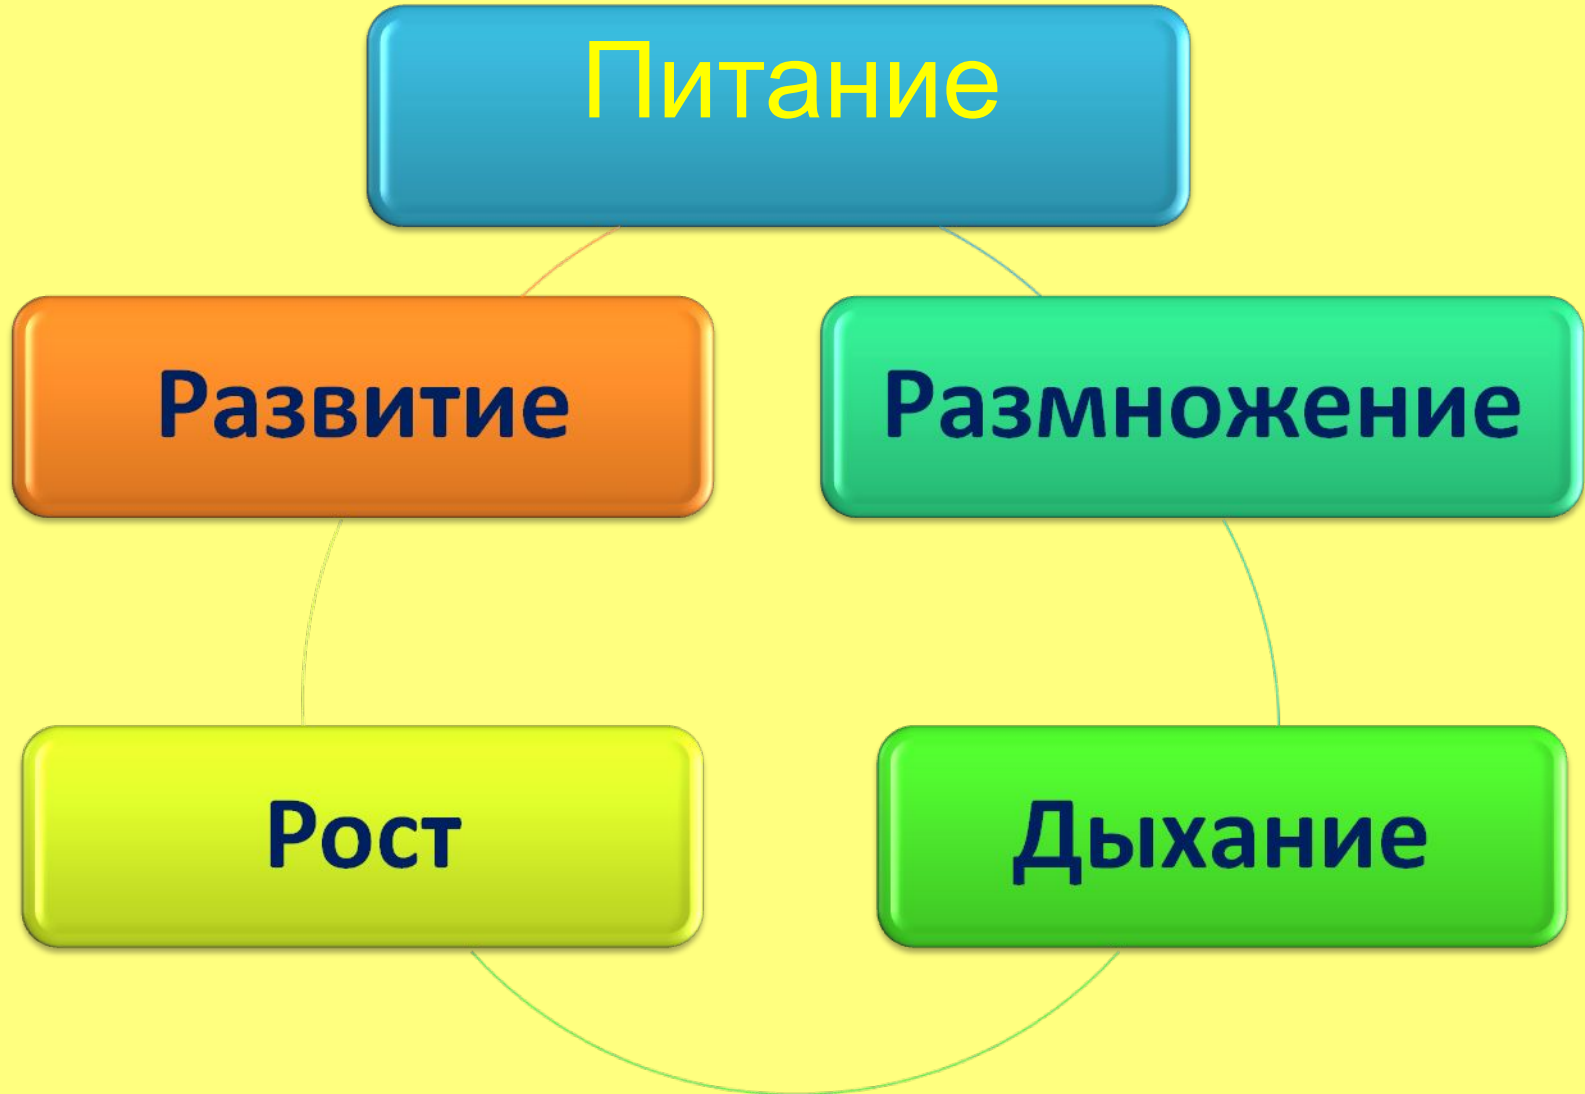 Питание
Развитие
Размножение
Рост
Дыхание